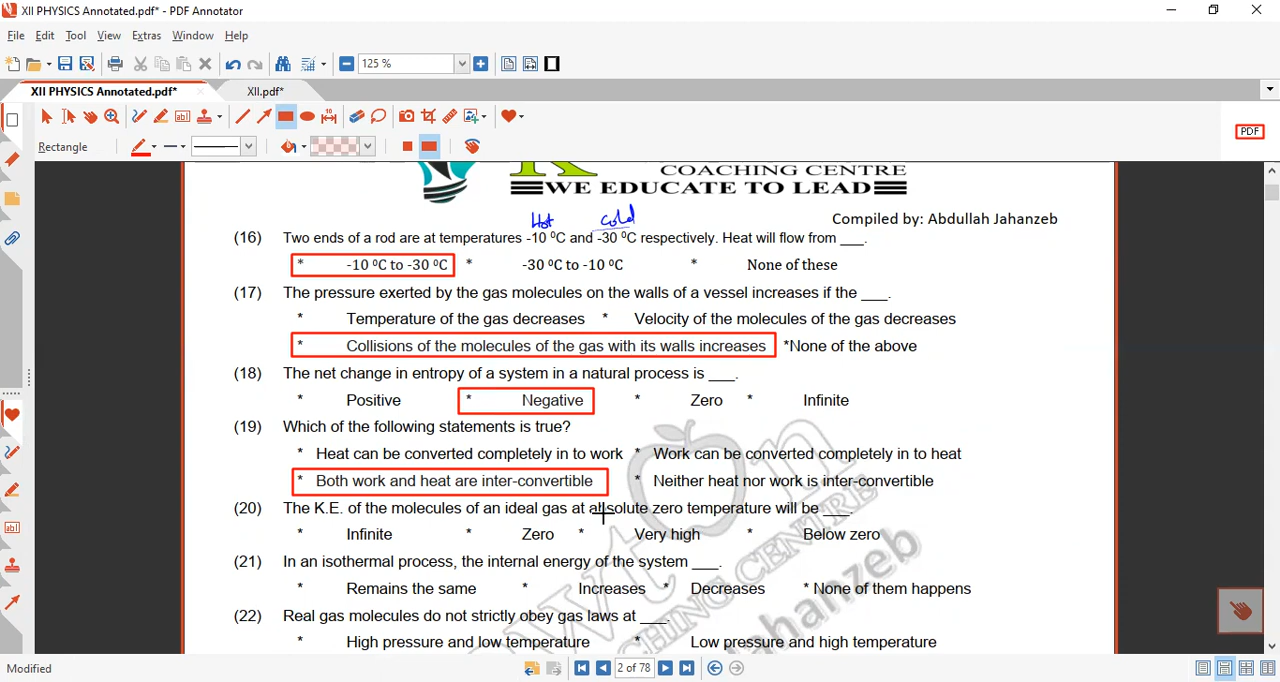 XII PHYSICS Annotated.pdf* - PDF Annotator
File Edit Tool View Extras Window Help
125 %
XII PHYSICS Annotated.pdf* XII.pdf*
Rectangle
PDF
COACHING CENTRE
WE EDUCATE TO LEAD
Hot Cold
Compiled by: Abdullah Jahanzeb
(16) Two ends of a rod are at temperatures -10 ⁰C and -30 ⁰C respectively. Heat will flow from ___.
* -10 ⁰C to -30 ⁰C * -30 ⁰C to -10 ⁰C * None of these
(17) The pressure exerted by the gas molecules on the walls of a vessel increases if the ___.
* Temperature of the gas decreases * Velocity of the molecules of the gas decreases
* Collisions of the molecules of the gas with its walls increases *None of the above
(18) The net change in entropy of a system in a natural process is ___.
* Positive * Negative * Zero * Infinite
(19) Which of the following statements is true?
* Heat can be converted completely in to work * Work can be converted completely in to heat
* Both work and heat are inter-convertible * Neither heat nor work is inter-convertible
(20) The K.E. of the molecules of an ideal gas at absolute zero temperature will be ___.
* Infinite * Zero * Very high * Below zero
(21) In an isothermal process, the internal energy of the system ___.
* Remains the same * Increases * Decreases * None of them happens
(22) Real gas molecules do not strictly obey gas laws at ___.
* High pressure and low temperature * Low pressure and high temperature
Modified 2 of 78